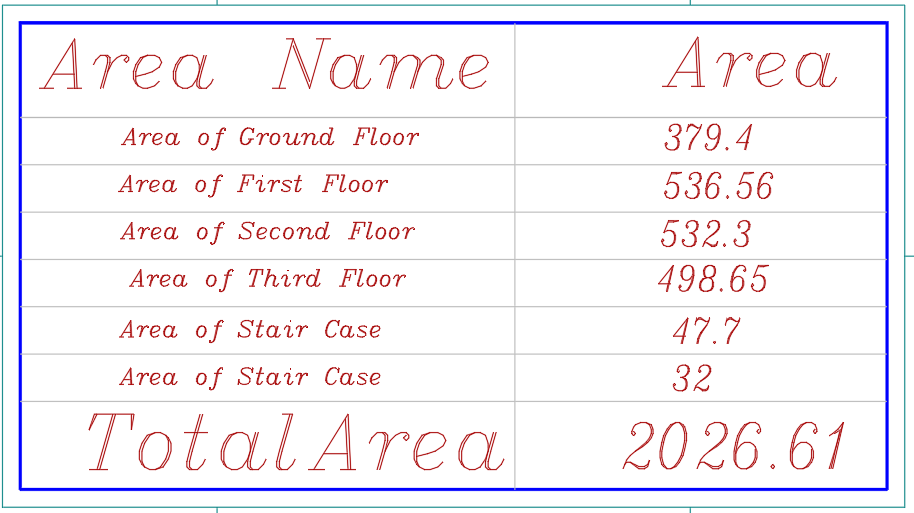 Area Name Area
Area of Ground Floor 379.4
Area of First Floor 536.56
Area of Second Floor 532.3
Area of Third Floor 498.65
Area of Stair Case 47.7
Area of Stair Case 32
Total Area 2026.61